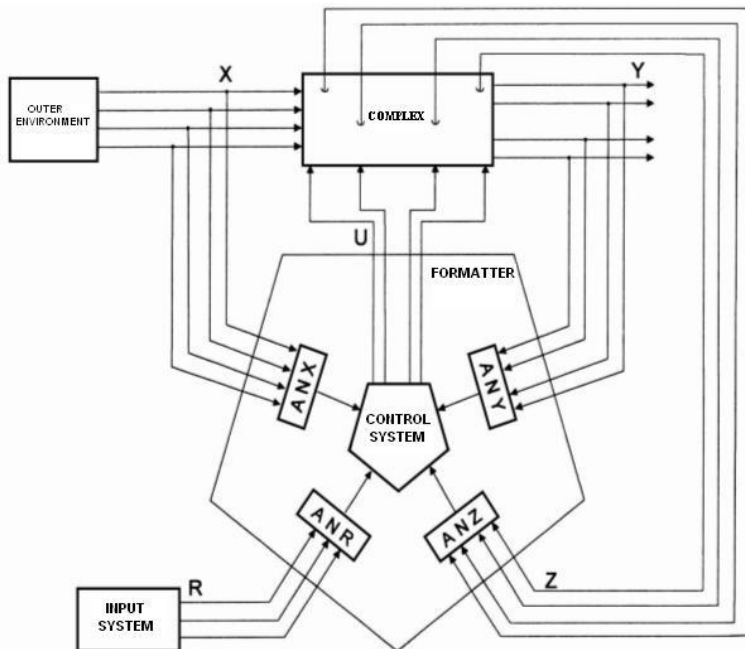 X
Y
OUTER
ENVIRONMENT
COMPLEX
U
FORMATTER
ANX
ANY
CONTROL
SYSTEM
ANR
ANZ
R
Z
INPUT
SYSTEM